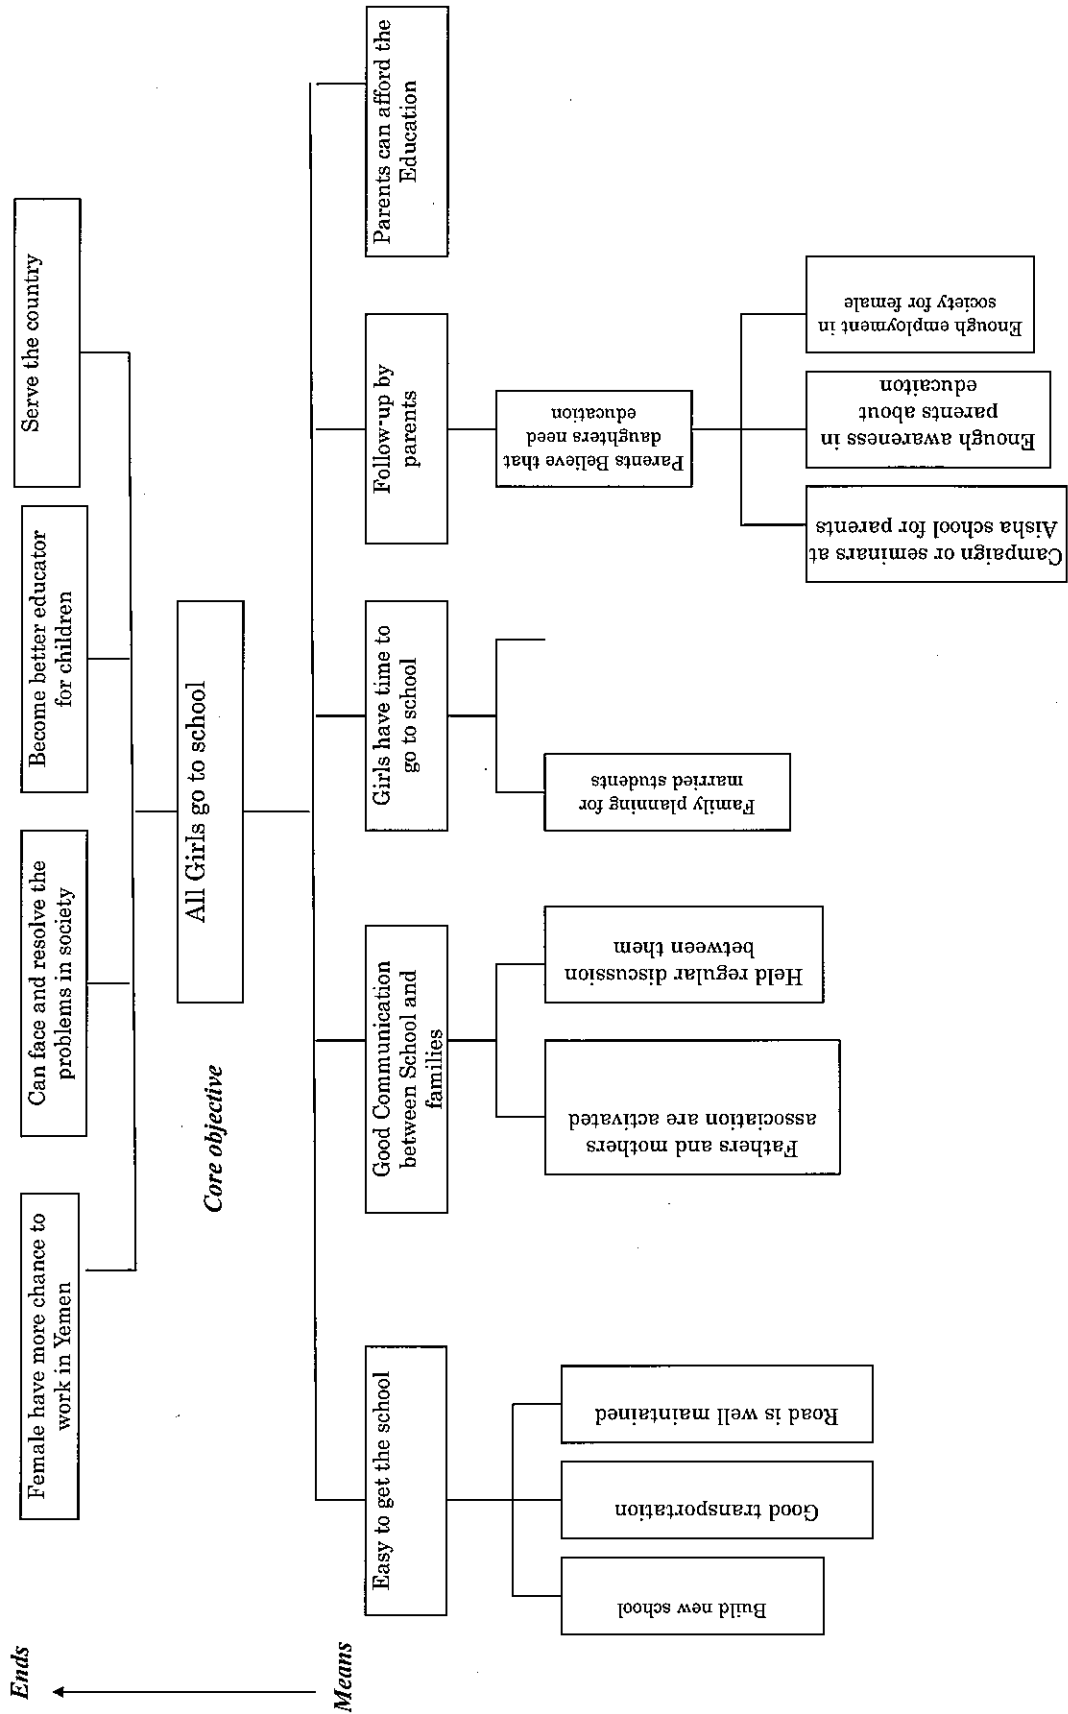 Ends
Female have more chance to
work in Yemen
Can face and resolve the
problems in society
Become better educator
for children
Serve the country
Core objective
All Girls go to school
Means
Easy to get the school
Good Communication
between School and
families
Girls have time to
go to school
Follow-up by
parents
Parents can afford the
Education
Build new school
Good transportation
Road is well maintained
Fathers and mothers
association are activated
Held regular discussion
between them
Family planning for
married students
Parents Believe that
daughters need
education
Campaign or seminars at
Aisha school for parents
Enough awareness in
parents about
educaiton
Enough employment in
society for female